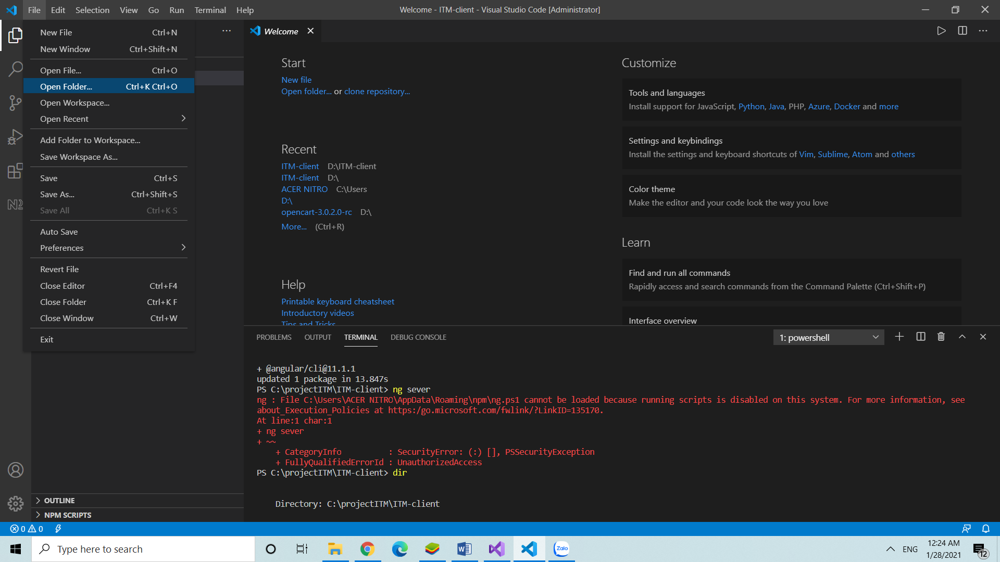 File Edit Selection View Go Run Terminal Help
Welcome - ITM-client - Visual Studio Code [Administrator]
New File Ctrl+N
New Window Ctrl+Shift+N
Open File... Ctrl+O
Open Folder... Ctrl+K Ctrl+O
Open Workspace...
Open Recent
Add Folder to Workspace...
Save Workspace As...
Save Ctrl+S
Save As... Ctrl+Shift+S
Save All Ctrl+K S
Auto Save
Preferences
Revert File
Close Editor Ctrl+F4
Close Folder Ctrl+K F
Close Window Ctrl+W
Exit
OUTLINE
NPM SCRIPTS
Welcome
Start
New file
Open folder... or clone repository...
Recent
ITM-client D:\ITM-client
ITM-client D:\
ACER NITRO C:\Users
D:\
opencart-3.0.2.0-rc D:\
More... (Ctrl+R)
Help
Printable keyboard cheatsheet
Introductory videos
Tips and Tricks
Customize
Tools and languages
Install support for JavaScript, Python, Java, PHP, Azure, Docker and more
Settings and keybindings
Install the settings and keyboard shortcuts of Vim, Sublime, Atom and others
Color theme
Make the editor and your code look the way you love
Learn
Find and run all commands
Rapidly access and search commands from the Command Palette (Ctrl+Shift+P)
Interface overview
PROBLEMS OUTPUT TERMINAL DEBUG CONSOLE
1: powershell
+ @angular/cli@11.1.1
updated 1 package in 13.847s
PS C:\projectITM\ITM-client> ng sever
ng : File C:\Users\ACER NITRO\AppData\Roaming\npm\ng.ps1 cannot be loaded because running scripts is disabled on this system. For more information, see
about_Execution_Policies at https:/go.microsoft.com/fwlink/?LinkID=135170.
At line:1 char:1
+ ng sever
+ ~~
+ CategoryInfo : SecurityError: (:) [], PSSecurityException
+ FullyQualifiedErrorId : UnauthorizedAccess
PS C:\projectITM\ITM-client> dir
Directory: C:\projectITM\ITM-client
0 0
Type here to search
Zalo
ENG
12:24 AM
1/28/2021
12